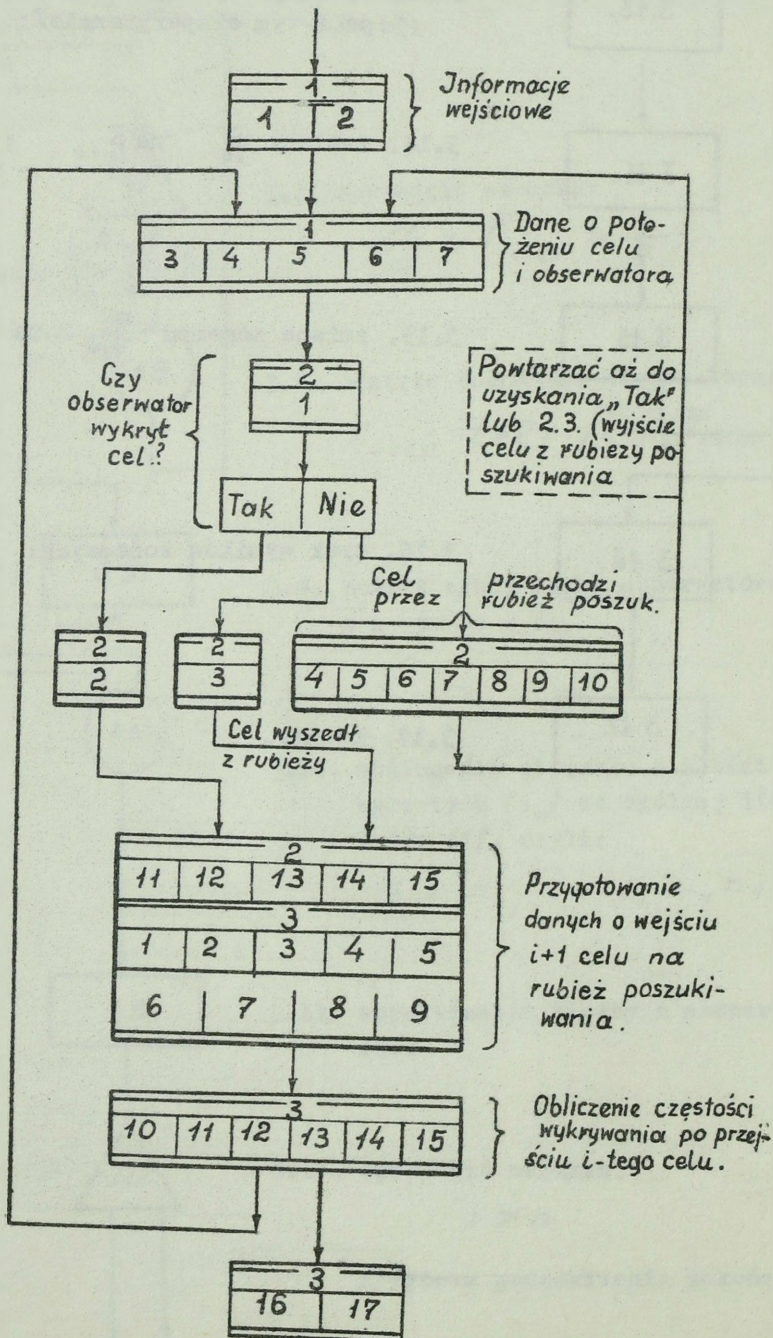 1
1 2
Informacje
wejściowe
1
3 4 5 6 7
Dane o poło-
żeniu celu
i obserwatora
Czy
obserwator
wykrył
cel?
2
1
Tak Nie
Powtarzać aż do
uzyskania „Tak"
lub 2.3. (wyjście
celu z rubieży po
szukiwania
Cel przechodzi
przez rubież poszuk.
2
2
2
3
2
4 5 6 7 8 9 10
Cel wyszedł
z rubieży
2
11 12 13 14 15
3
1 2 3 4 5
6 7 8 9
Przygotowanie
danych o wejściu
i+1 celu na
rubież poszuki-
wania.
3
10 11 12 13 14 15
Obliczenie częstości
wykrywania po przej-
ściu i-tego celu.
3
16 17